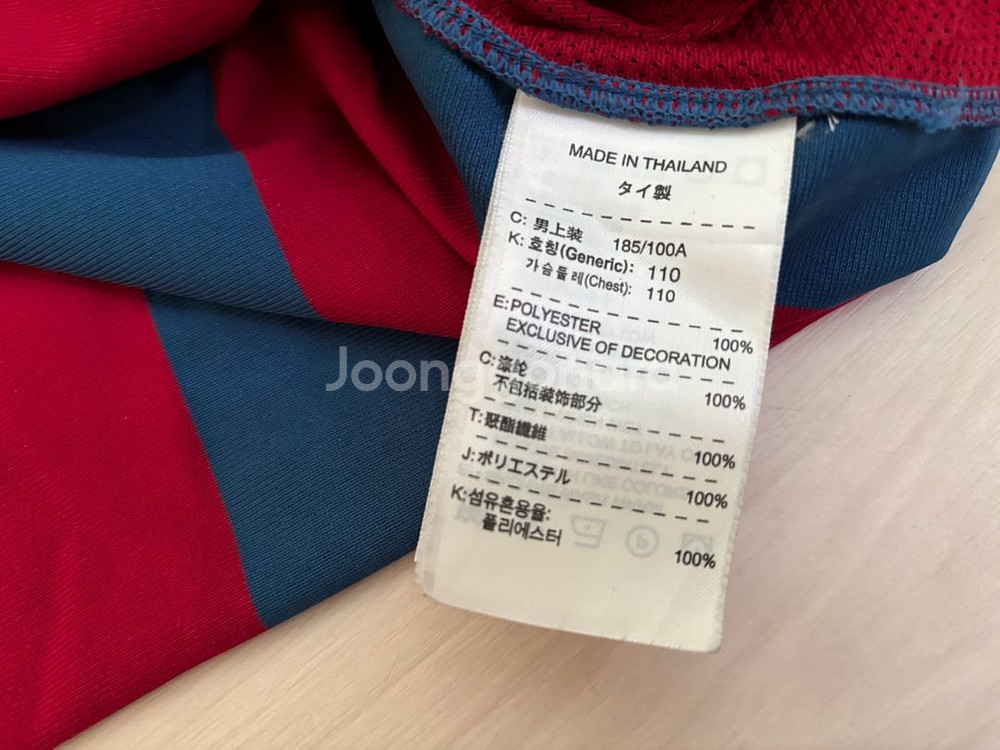 MADE IN THAILAND
タイ製
C: 男上装 185/100A
K: 호칭(Generic): 110
가슴둘레(Chest): 110
E: POLYESTER 100%
EXCLUSIVE OF DECORATION
C: 涤纶 100%
不包括装饰部分
T: 聚酯纖維 100%
J: ポリエステル 100%
K: 섬유혼용율:
폴리에스터 100%